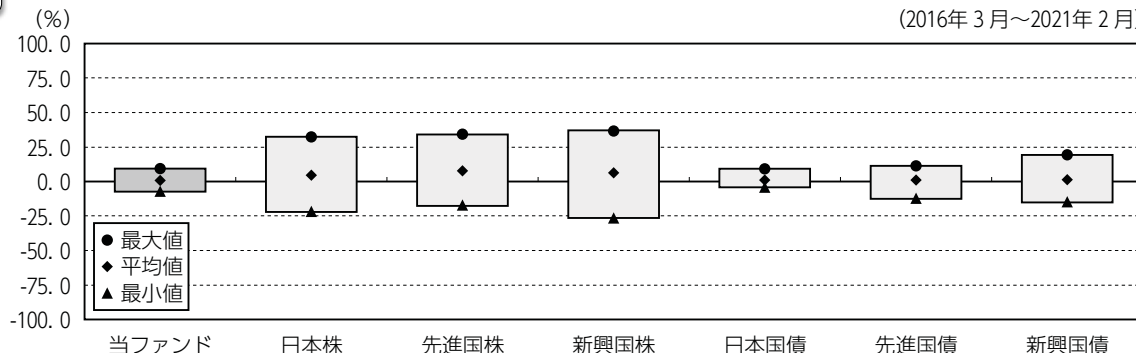 (%)
(2016年3月～2021年2月)
100.0
75.0
50.0
25.0
0.0
-25.0
-50.0
-75.0
-100.0
● 最大値
◆ 平均値
▲ 最小値
当ファンド 日本株 先進国株 新興国株 日本国債 先進国債 新興国債